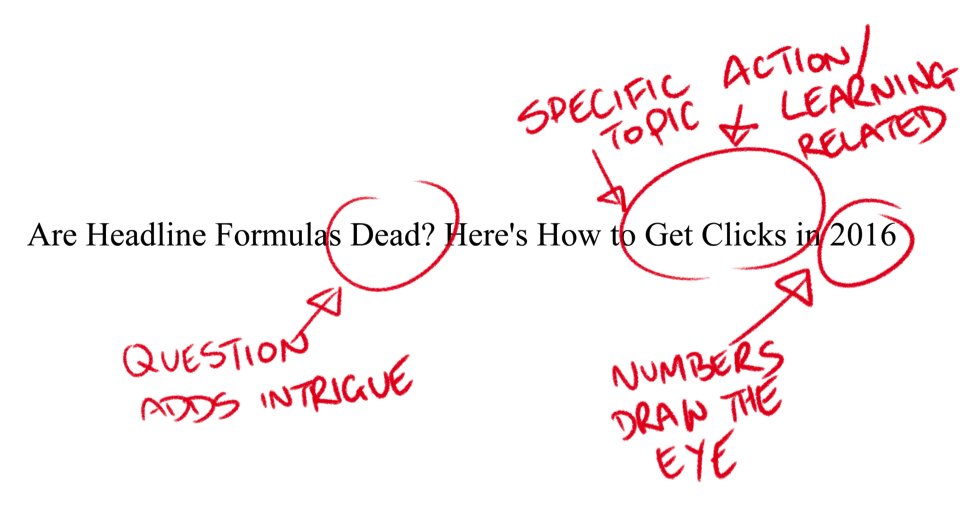 SPECIFIC
TOPIC
ACTION/
LEARNING
RELATED
Are Headline Formulas Dead? Here's How to Get Clicks in 2016
QUESTION
ADDS INTRIGUE
NUMBERS
DRAW THE
EYE